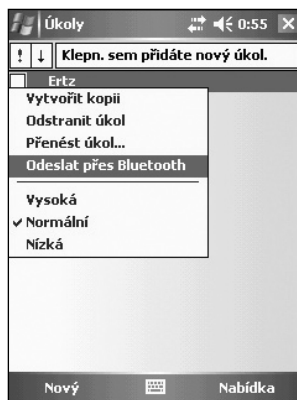 Úkoly 0:55
! ↓ Klepn. sem přidáte nový úkol.
Ertz
Vytvořit kopii
Odstranit úkol
Přenést úkol...
Odeslat přes Bluetooth
Vysoká
Normální
Nízká
Nový Nabídka